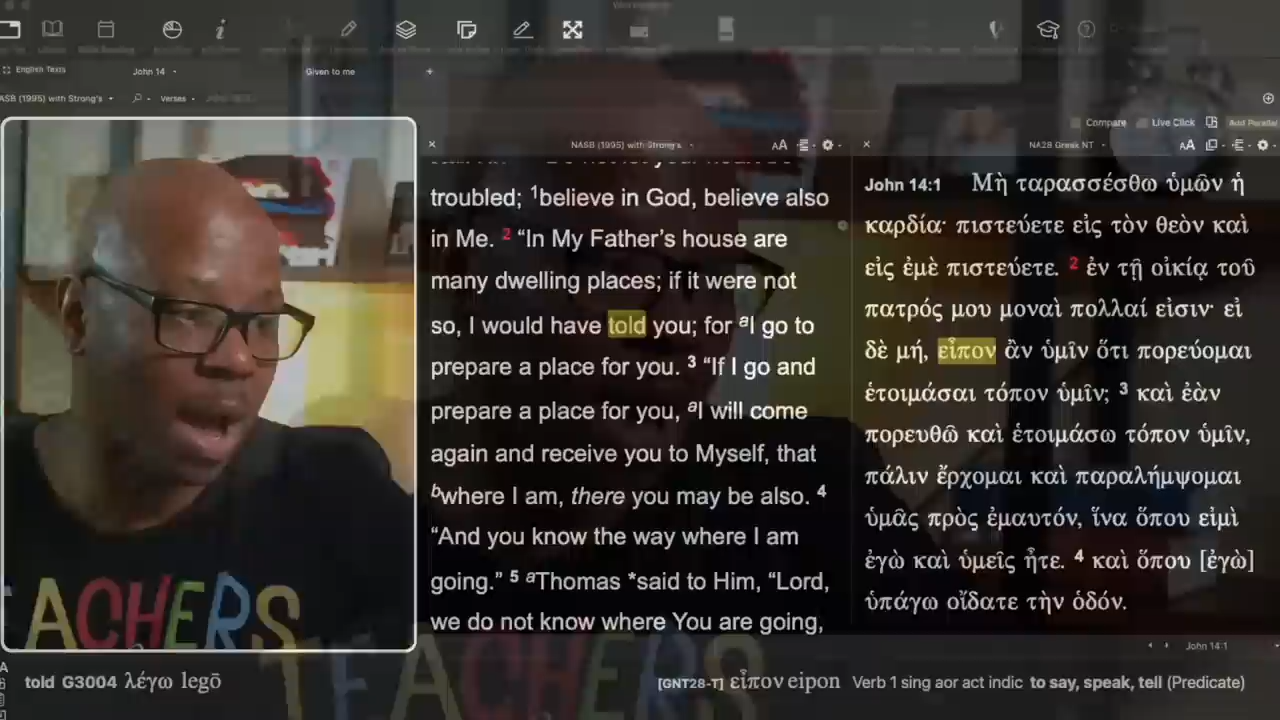 English Texts
John 14
Given to me
+
ASB (1995) with Strong's
Verses
Compare
Live Click
Add Parallel
NASB (1995) with Strong's
AA
NA28 Greek NT
AA
troubled; 1believe in God, believe also
in Me. 2 “In My Father’s house are
many dwelling places; if it were not
so, I would have told you; for aI go to
prepare a place for you. 3 “If I go and
prepare a place for you, aI will come
again and receive you to Myself, that
bwhere I am, there you may be also. 4
“And you know the way where I am
going.” 5 aThomas *said to Him, “Lord,
we do not know where You are going,
John 14:1 Μὴ ταρασσέσθω ὑμῶν ἡ
καρδία· πιστεύετε εἰς τὸν θεὸν καὶ
εἰς ἐμὲ πιστεύετε. 2 ἐν τῇ οἰκίᾳ τοῦ
πατρός μου μοναὶ πολλαί εἰσιν· εἰ
δὲ μή, εἶπον ἂν ὑμῖν ὅτι πορεύομαι
ἑτοιμάσαι τόπον ὑμῖν; 3 καὶ ἐὰν
πορευθῶ καὶ ἑτοιμάσω τόπον ὑμῖν,
πάλιν ἔρχομαι καὶ παραλήμψομαι
ὑμᾶς πρὸς ἐμαυτόν, ἵνα ὅπου εἰμὶ
ἐγὼ καὶ ὑμεῖς ἦτε. 4 καὶ ὅπου [ἐγὼ]
ὑπάγω οἴδατε τὴν ὁδόν.
John 14:1
EACHERS
TEACHERS
told G3004 λέγω legō
[GNT28-T] εἶπον eipon Verb 1 sing aor act indic to say, speak, tell (Predicate)